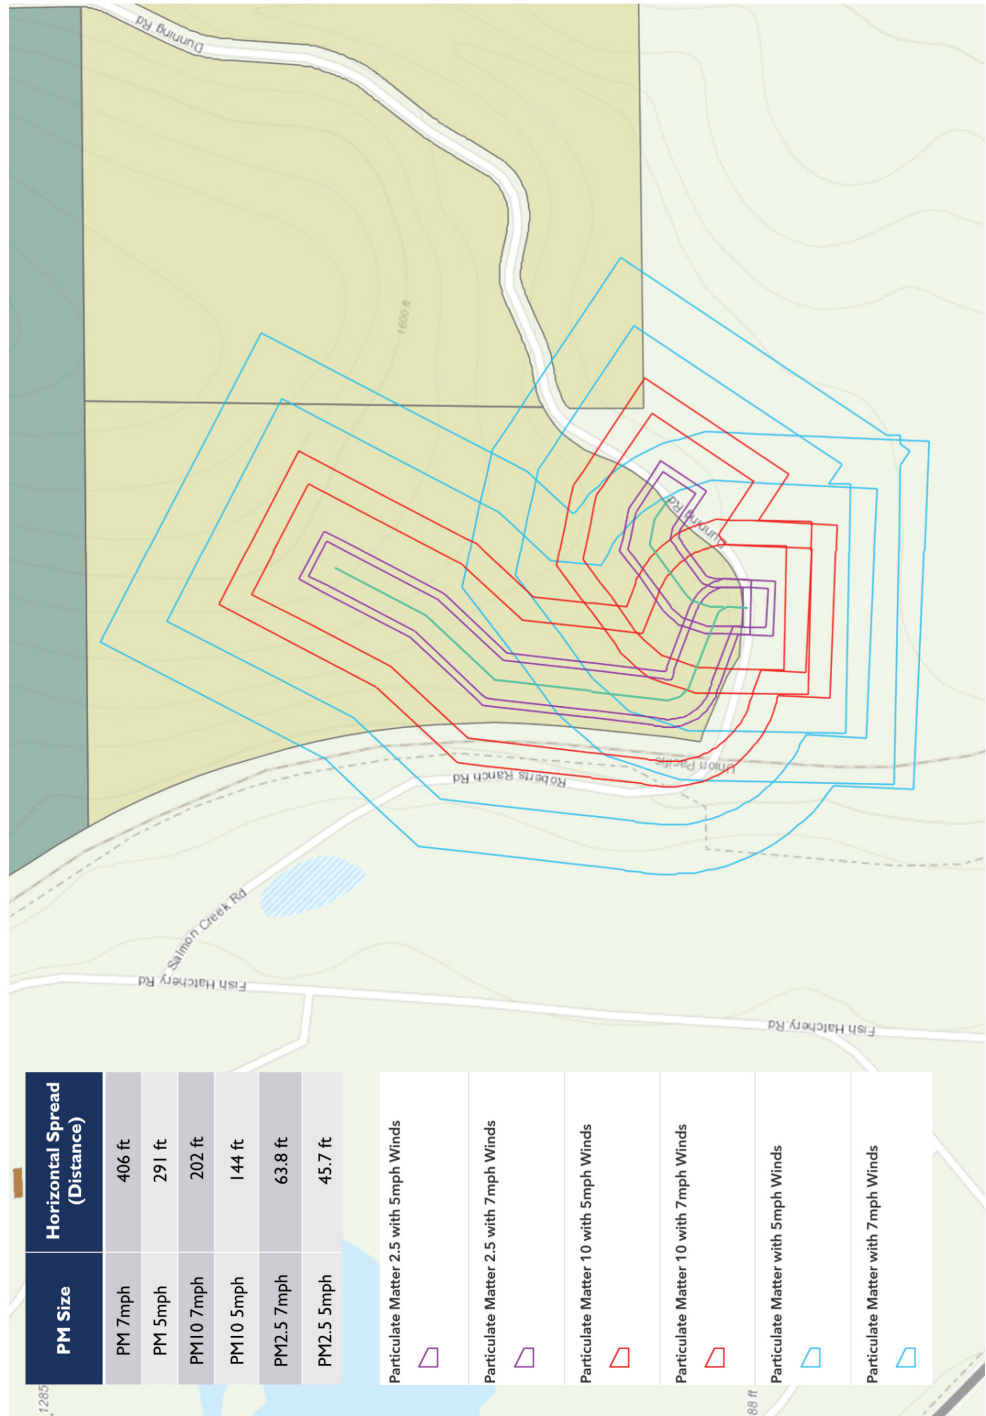 PM Size Horizontal Spread
(Distance)
PM 7mph 406 ft
PM 5mph 291 ft
PM10 7mph 202 ft
PM10 5mph 144 ft
PM2.5 7mph 63.8 ft
PM2.5 5mph 45.7 ft
Particulate Matter 2.5 with 5mph Winds
Particulate Matter 2.5 with 7mph Winds
Particulate Matter 10 with 5mph Winds
Particulate Matter 10 with 7mph Winds
Particulate Matter with 5mph Winds
Particulate Matter with 7mph Winds
Dunning Rd
1600 ft
Dunning Rd
Union Pacific
Roberts Ranch Rd
Salmon Creek Rd
Fish Hatchery Rd
Fish Hatchery Rd
1285
88 ft